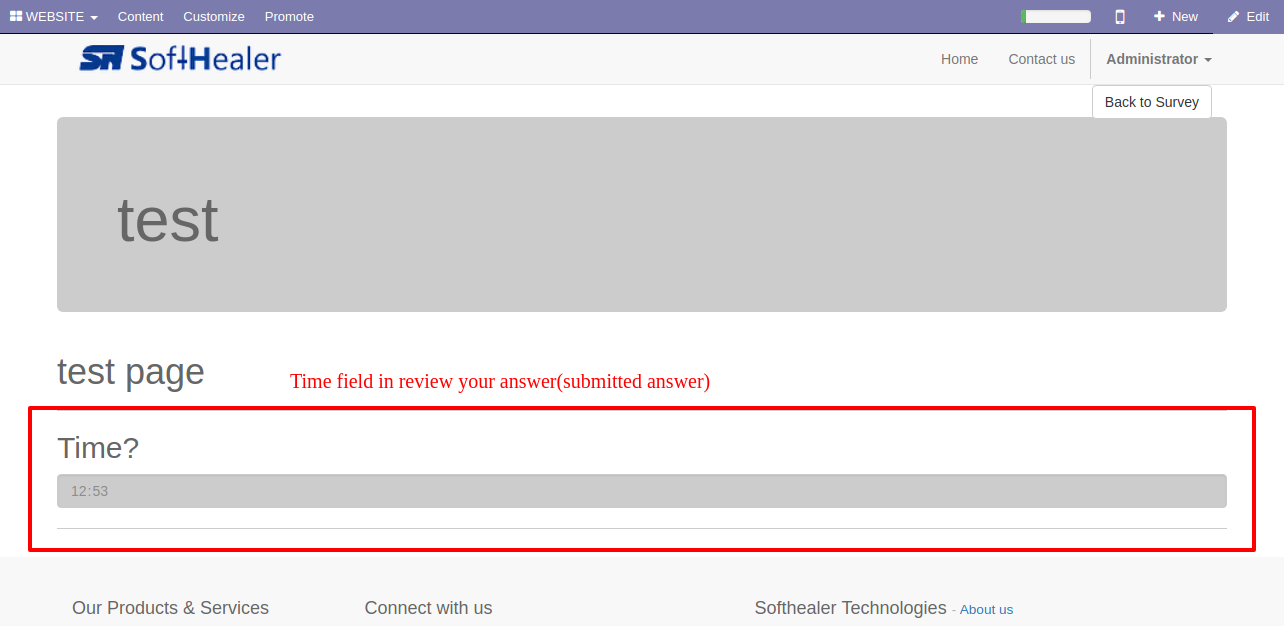 WEBSITE Content Customize Promote New Edit
SoftHealer Home Contact us Administrator
Back to Survey
test
test page
Time field in review your answer(submitted answer)
Time?
12:53
Our Products & Services Connect with us Softhealer Technologies - About us